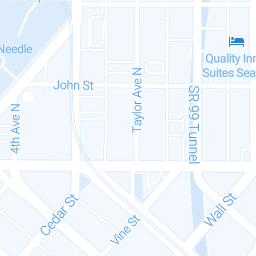 Needle
Quality Inn
Suites Sea
John St
Taylor Ave N
SR 99 Tunnel
4th Ave N
Cedar St
Vine St
Wall St